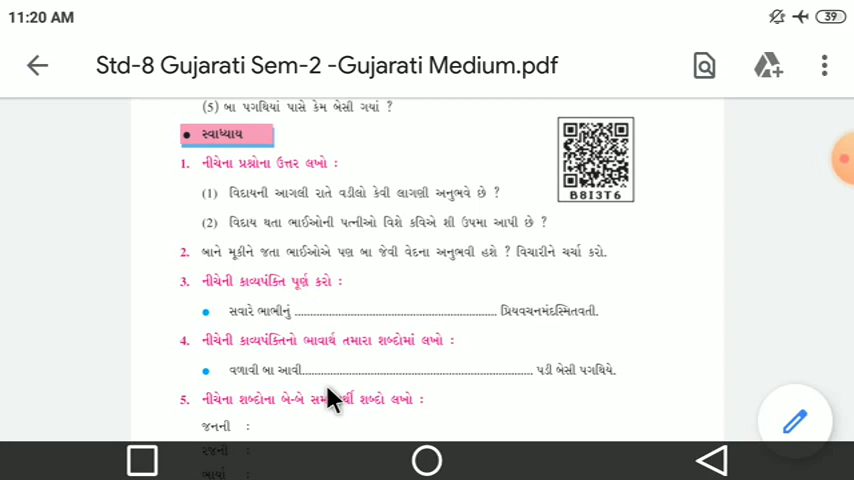 11:20 AM
39
Std-8 Gujarati Sem-2 -Gujarati Medium.pdf
(5) બા પગથિયાં પાસે કેમ બેસી ગયાં ?
• સ્વાધ્યાય
1. નીચેના પ્રશ્નોના ઉત્તર લખો :
(1) વિદાયની આગલી રાતે વડીલો કેવી લાગણી અનુભવે છે ?
(2) વિદાય થતા ભાઈઓની પત્નીઓ વિશે કવિએ શી ઉપમા આપી છે ?
B8I3T6
2. બાને મૂકીને જતા ભાઈઓએ પણ બા જેવી વેદના અનુભવી હશે ? વિચારીને ચર્ચા કરો.
3. નીચેની કાવ્યપંક્તિ પૂર્ણ કરો :
• સવારે ભાભીનું ........................................................ પ્રિયવચનમંદસ્મિતવતી.
4. નીચેની કાવ્યપંક્તિનો ભાવાર્થ તમારા શબ્દોમાં લખો :
• વળાવી બા આવી................................................................ પડી બેસી પગથિયે.
5. નીચેના શબ્દોના બે-બે શબ્દો લખો :
જનની :
રજની :
ભાર્યા :